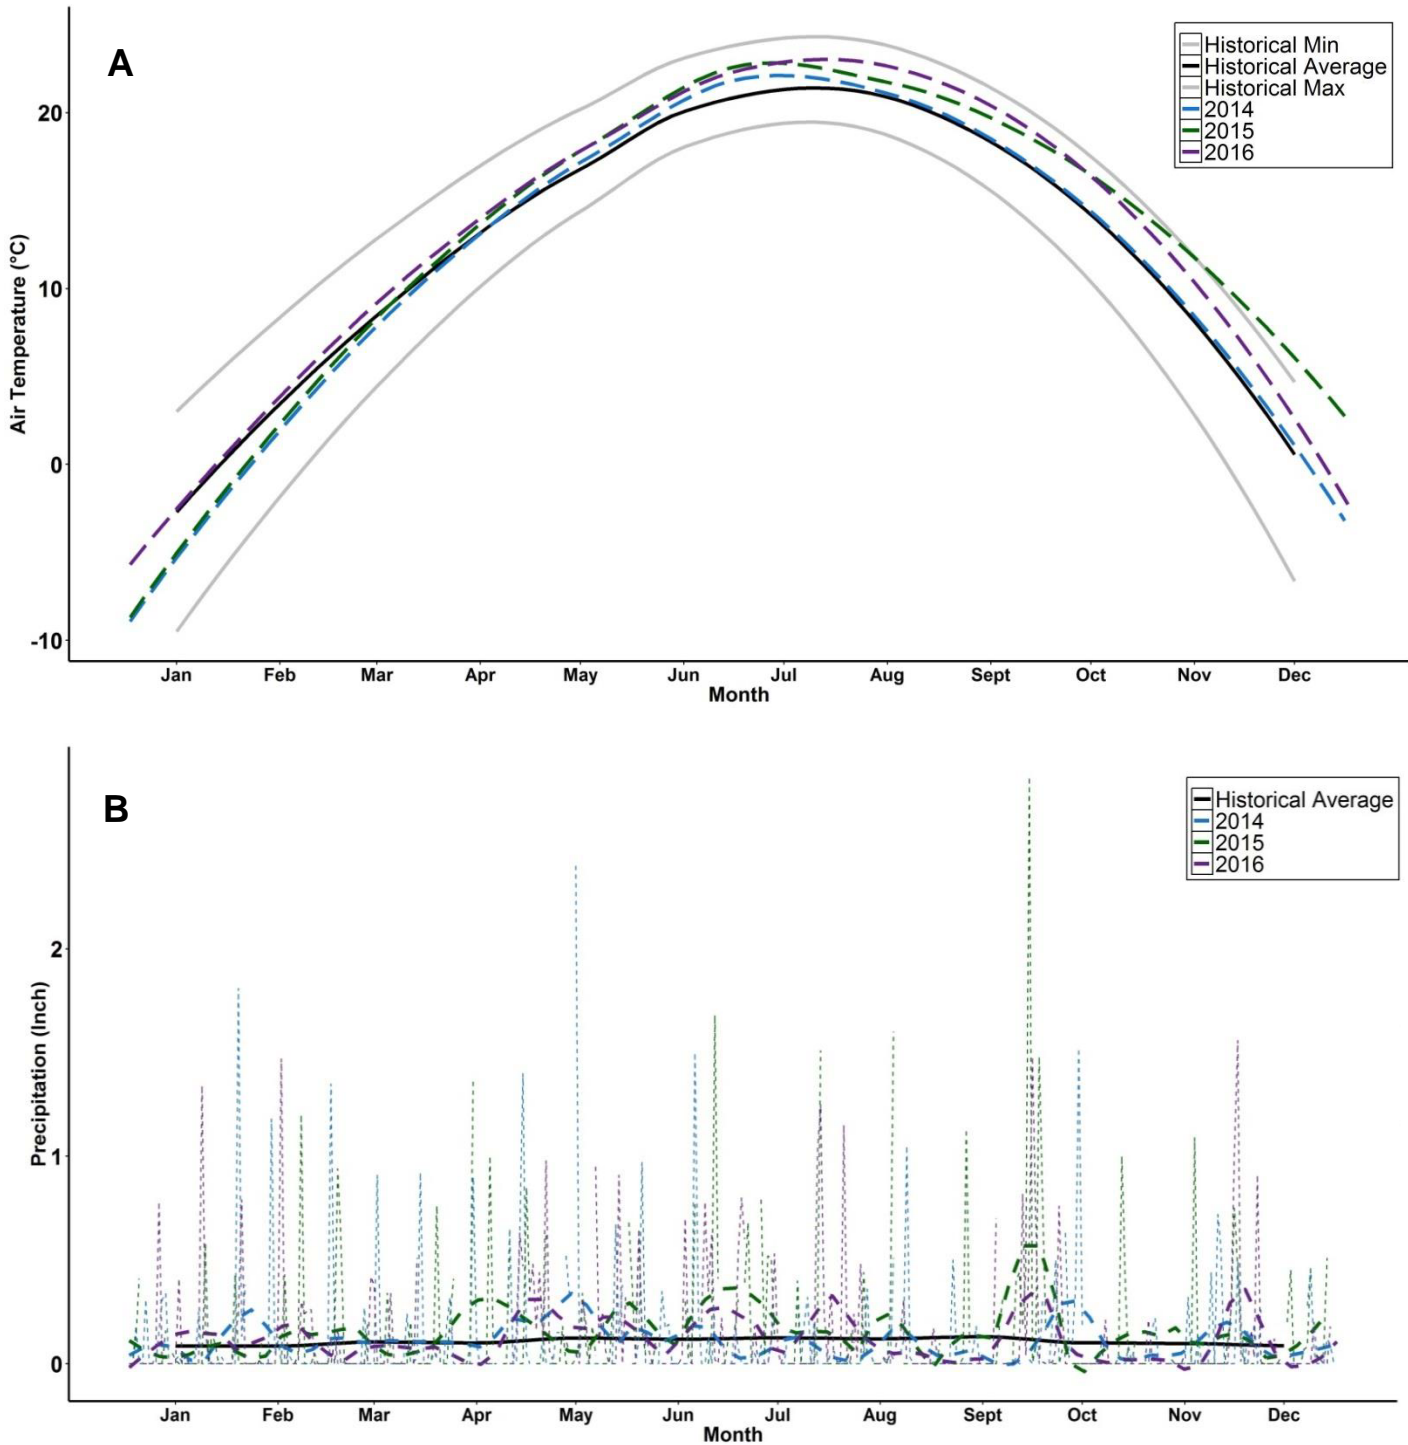 A
Historical Min
Historical Average
Historical Max
2014
2015
2016
20
10
0
-10
Air Temperature (°C)
Jan Feb Mar Apr May Jun Jul Aug Sept Oct Nov Dec
Month
B
Historical Average
2014
2015
2016
2
1
0
Precipitation (Inch)
Jan Feb Mar Apr May Jun Jul Aug Sept Oct Nov Dec
Month